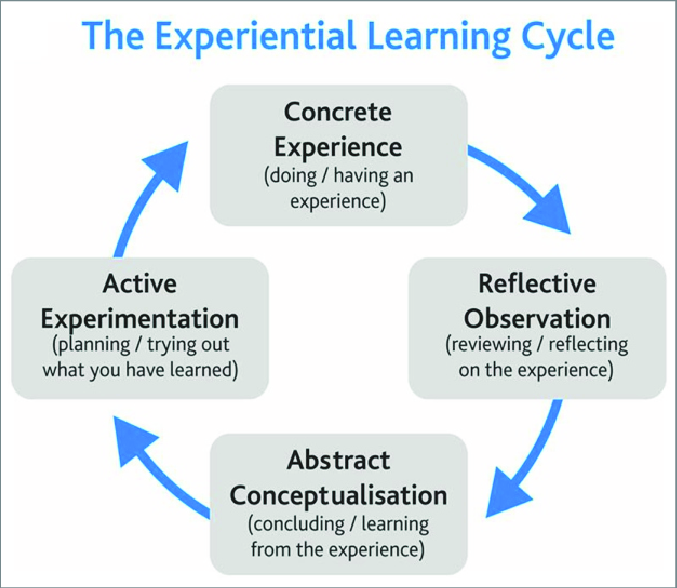 The Experiential Learning Cycle
Concrete
Experience
(doing / having an
experience)
Reflective
Observation
(reviewing / reflecting
on the experience)
Abstract
Conceptualisation
(concluding / learning
from the experience)
Active
Experimentation
(planning / trying out
what you have learned)